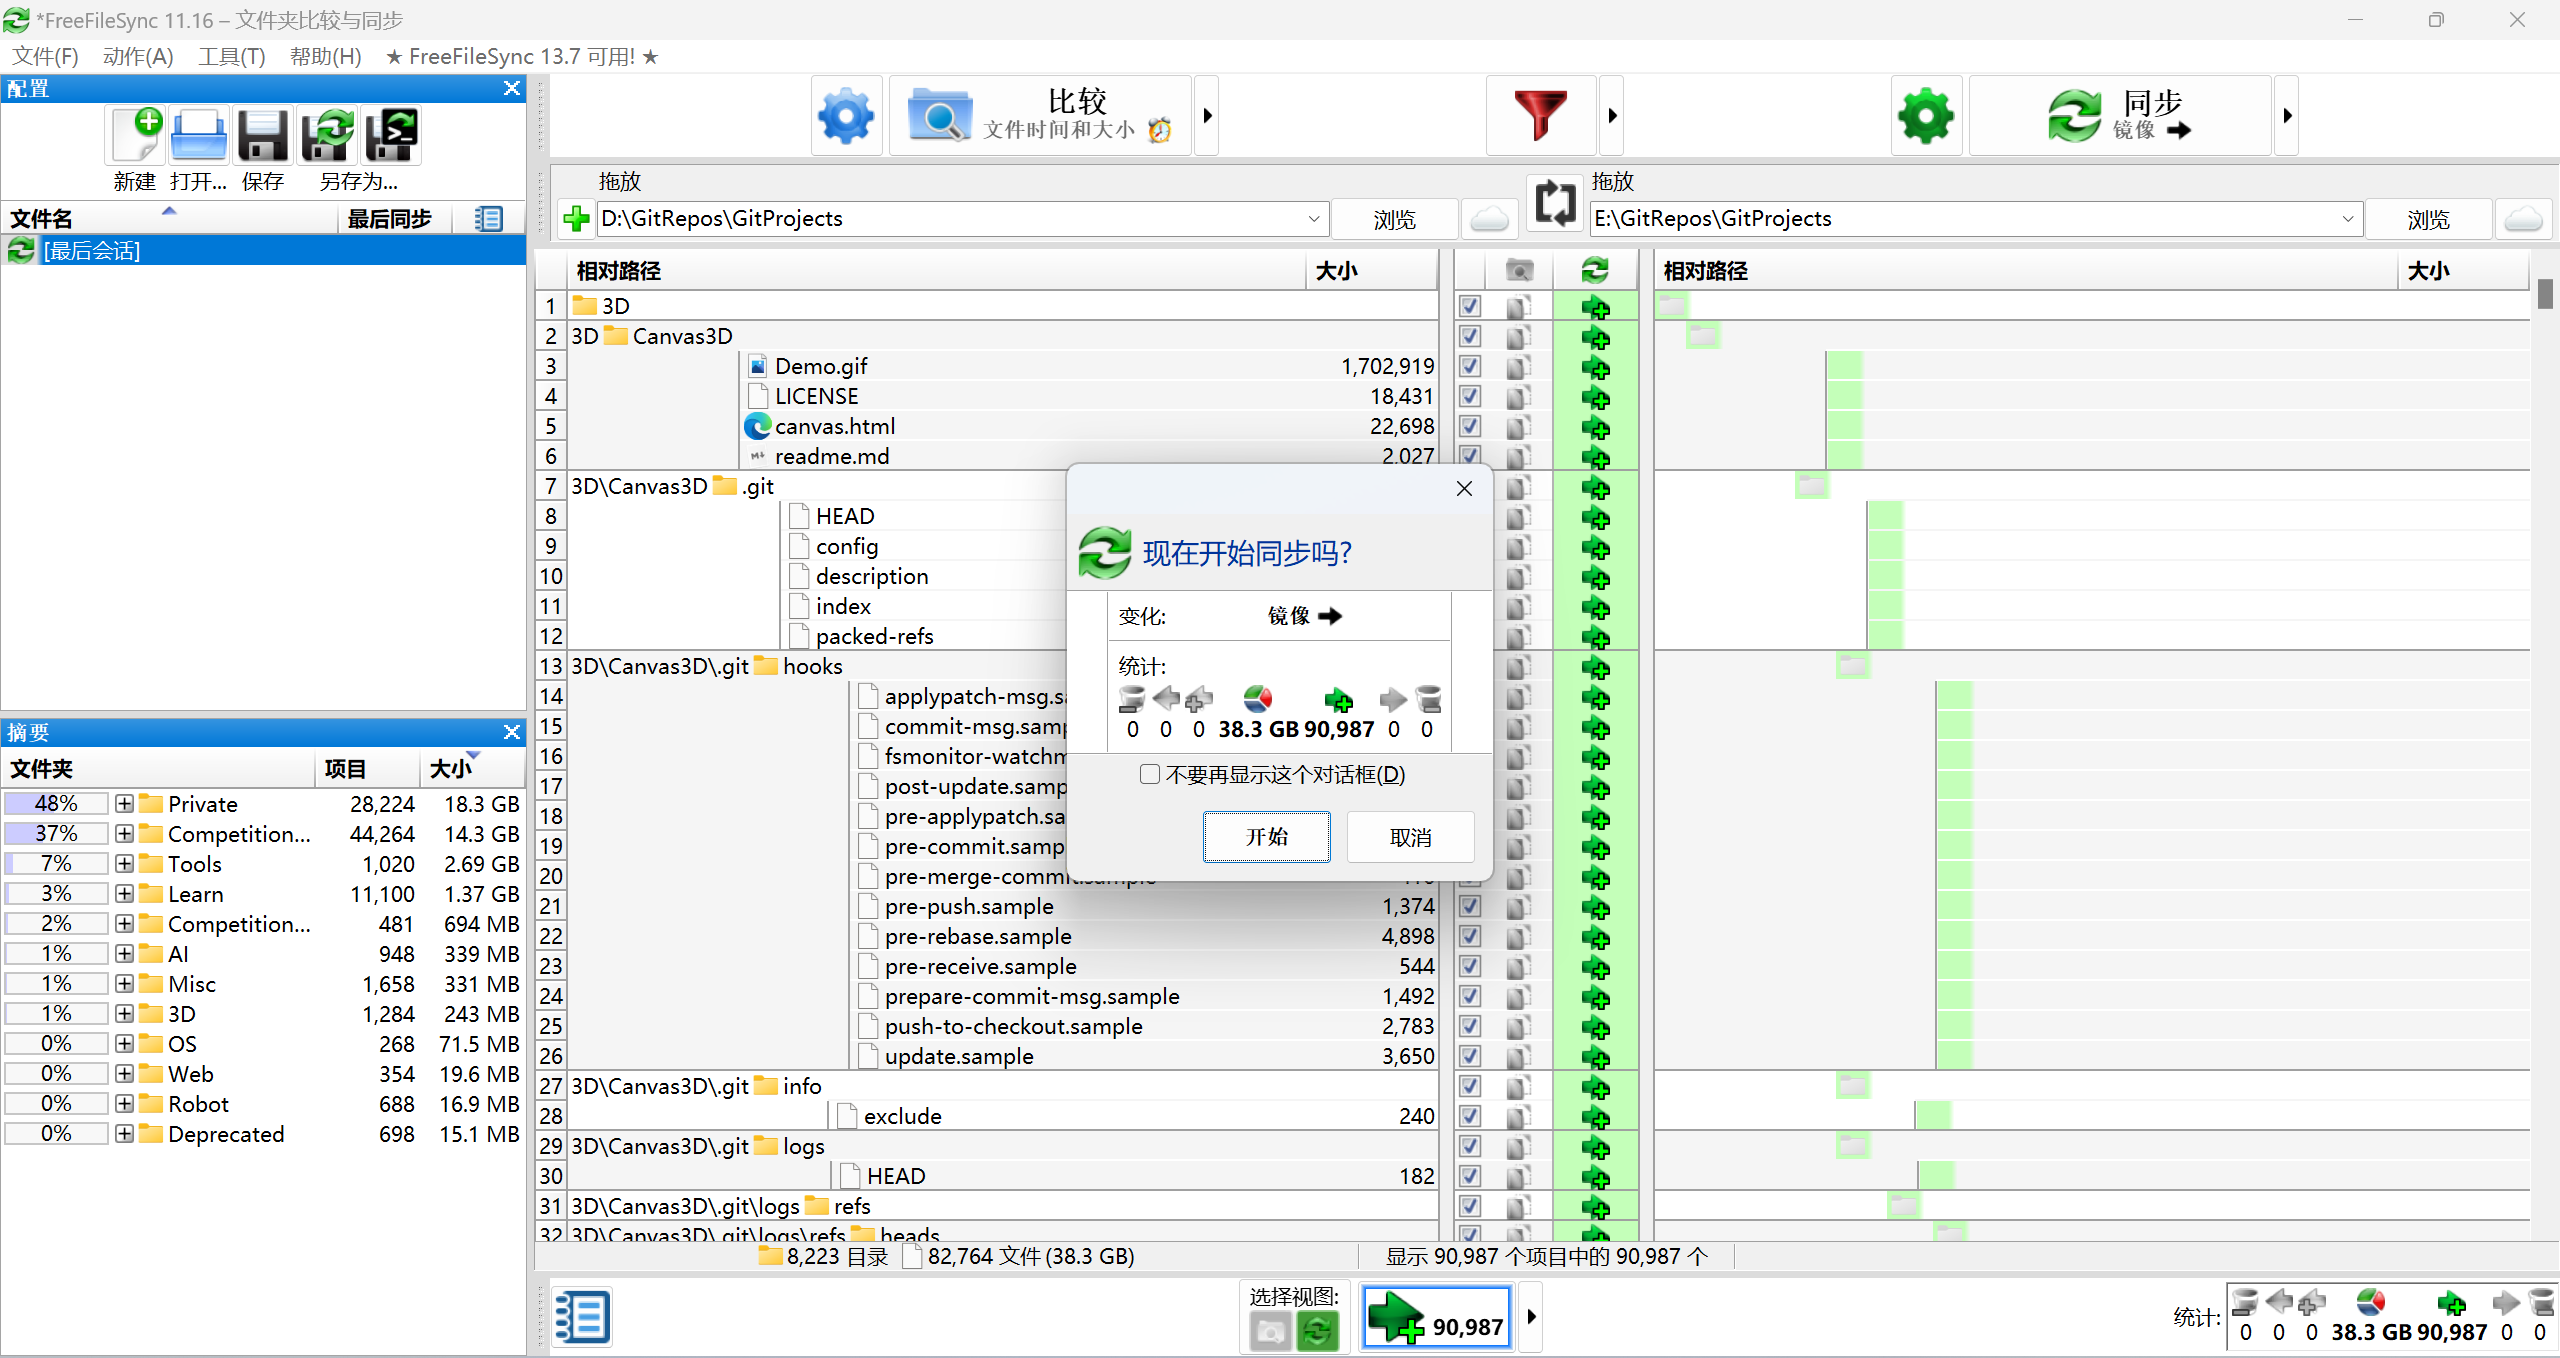 *FreeFileSync 11.16 – 文件夹比较与同步
文件(F) 动作(A) 工具(T) 帮助(H) ★ FreeFileSync 13.7 可用! ★
配置
新建 打开... 保存 另存为...
文件名 最后同步
[最后会话]
比较
文件时间和大小
同步
镜像
拖放
D:\GitRepos\GitProjects 浏览
拖放
E:\GitRepos\GitProjects 浏览
相对路径 大小 相对路径 大小
1 3D
2 3D Canvas3D
3 Demo.gif 1,702,919
4 LICENSE 18,431
5 canvas.html 22,698
6 readme.md 2,027
7 3D\Canvas3D .git
8 HEAD
9 config
10 description
11 index
12 packed-refs
13 3D\Canvas3D\.git hooks
14 applypatch-msg.sa
15 commit-msg.samp
16 fsmonitor-watchm
17 post-update.samp
18 pre-applypatch.sa
19 pre-commit.samp
20 pre-merge-commit.sample
21 pre-push.sample 1,374
22 pre-rebase.sample 4,898
23 pre-receive.sample 544
24 prepare-commit-msg.sample 1,492
25 push-to-checkout.sample 2,783
26 update.sample 3,650
27 3D\Canvas3D\.git info
28 exclude 240
29 3D\Canvas3D\.git logs
30 HEAD 182
31 3D\Canvas3D\.git\logs refs
32 3D\Canvas3D\.git\logs\refs heads
现在开始同步吗?
变化: 镜像
统计:
0 0 0 38.3 GB 90,987 0 0
不要再显示这个对话框(D)
开始 取消
摘要
文件夹 项目 大小
48% Private 28,224 18.3 GB
37% Competition... 44,264 14.3 GB
7% Tools 1,020 2.69 GB
3% Learn 11,100 1.37 GB
2% Competition... 481 694 MB
1% AI 948 339 MB
1% Misc 1,658 331 MB
1% 3D 1,284 243 MB
0% OS 268 71.5 MB
0% Web 354 19.6 MB
0% Robot 688 16.9 MB
0% Deprecated 698 15.1 MB
8,223 目录 82,764 文件 (38.3 GB) 显示 90,987 个项目中的 90,987 个
选择视图:
90,987
统计:
0 0 0 38.3 GB 90,987 0 0